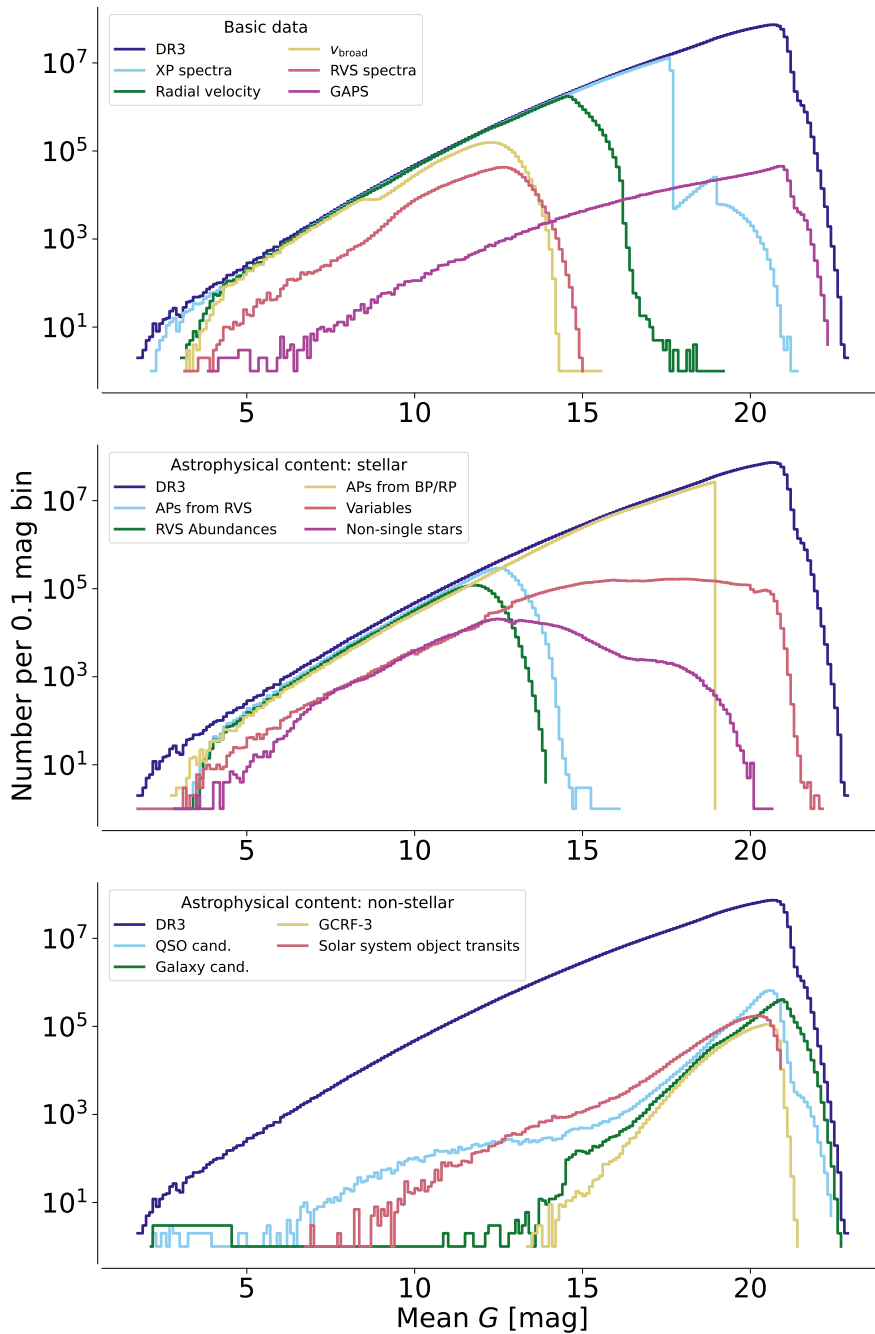 Basic data
DR3
XP spectra
Radial velocity
v_broad
RVS spectra
GAPS
10^7
10^5
10^3
10^1
5 10 15 20
Number per 0.1 mag bin
Astrophysical content: stellar
DR3
APs from RVS
RVS Abundances
APs from BP/RP
Variables
Non-single stars
10^7
10^5
10^3
10^1
5 10 15 20
Astrophysical content: non-stellar
DR3
QSO cand.
Galaxy cand.
GCRF-3
Solar system object transits
10^7
10^5
10^3
10^1
5 10 15 20
Mean G [mag]